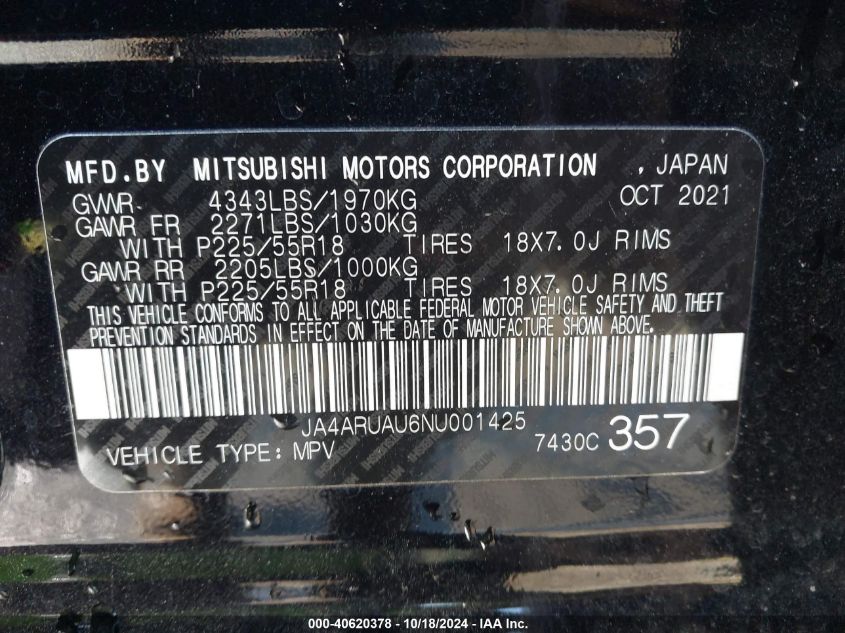 MFD.BY MITSUBISHI MOTORS CORPORATION , JAPAN
GVWR 4343LBS/1970KG OCT 2021
GAWR FR 2271LBS/1030KG
WITH P225/55R18 TIRES 18X7.0J RIMS
GAWR RR 2205LBS/1000KG
WITH P225/55R18 TIRES 18X7.0J RIMS
THIS VEHICLE CONFORMS TO ALL APPLICABLE FEDERAL MOTOR VEHICLE SAFETY AND THEFT
PREVENTION STANDARDS IN EFFECT ON THE DATE OF MANUFACTURE SHOWN ABOVE.
JA4ARUAU6NU001425
VEHICLE TYPE: MPV 7430C 357
000-40620378 - 10/18/2024 - IAA Inc.